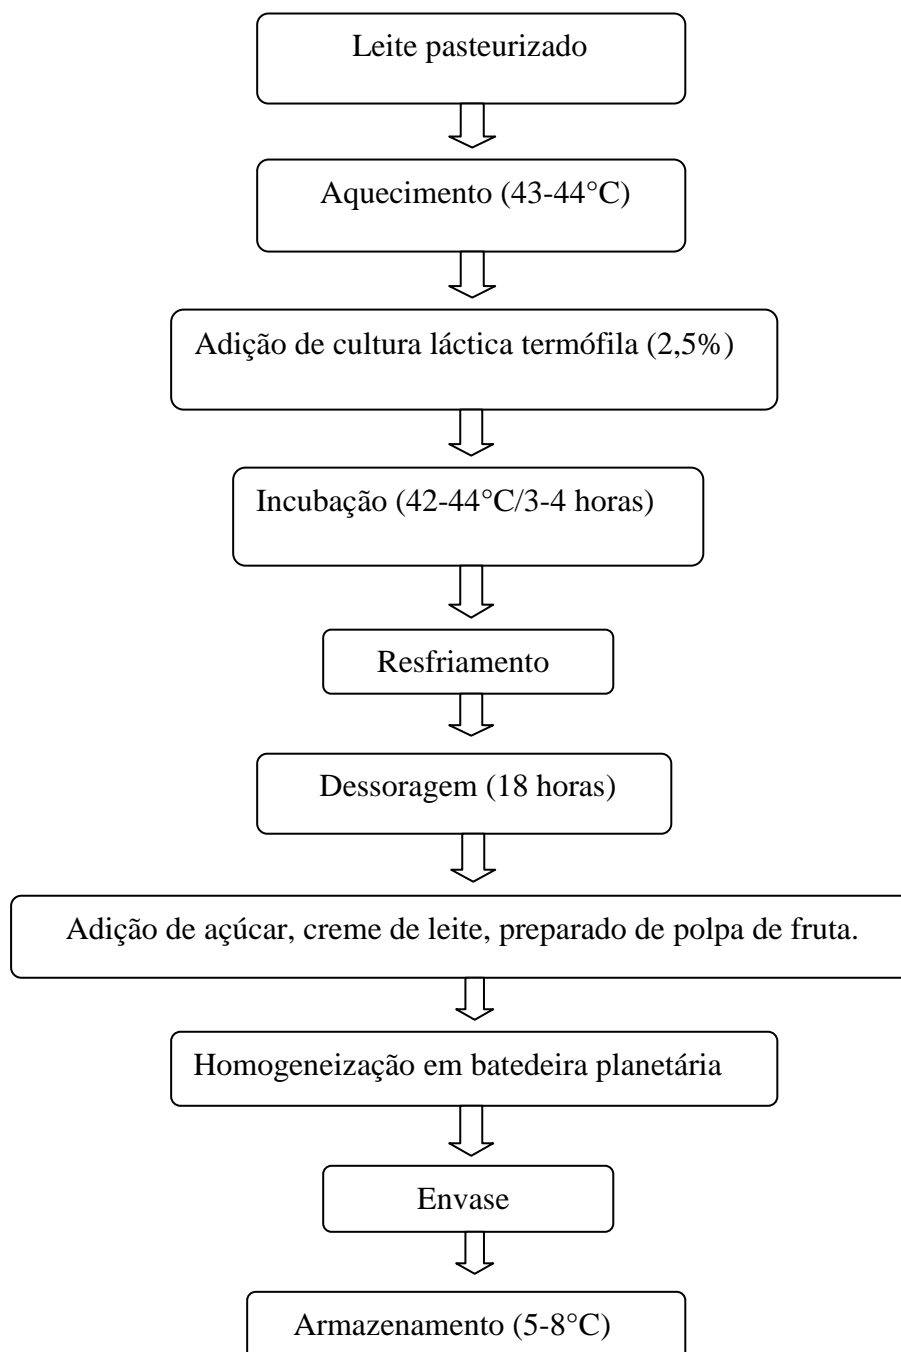 Leite pasteurizado
Aquecimento (43-44°C)
Adição de cultura láctica termófila (2,5%)
Incubação (42-44°C/3-4 horas)
Resfriamento
Dessoragem (18 horas)
Adição de açúcar, creme de leite, preparado de polpa de fruta.
Homogeneização em batedeira planetária
Envase
Armazenamento (5-8°C)